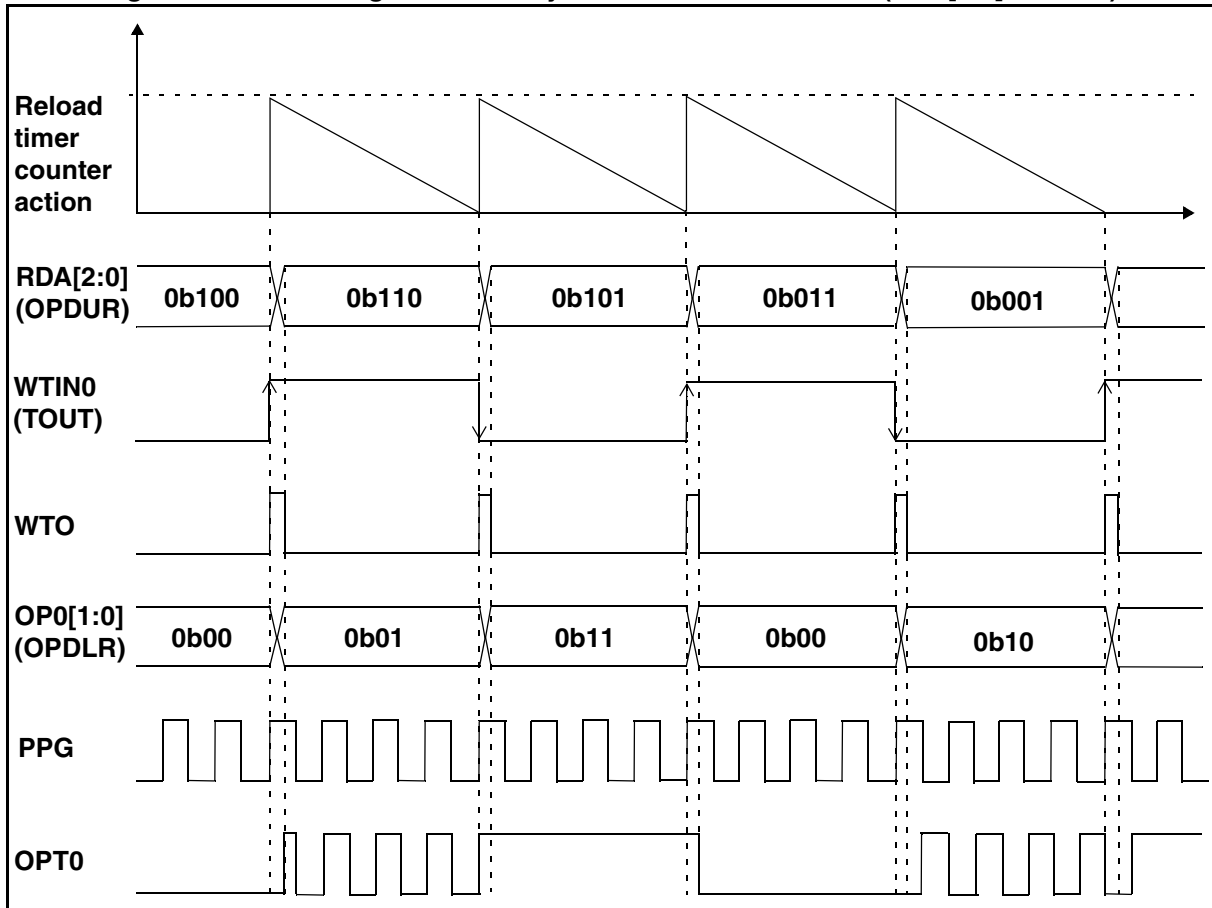 Reload
timer
counter
action
RDA[2:0]
(OPDUR)
0b100 0b110 0b101 0b011 0b001
WTIN0
(TOUT)
WTO
OP0[1:0]
(OPDLR)
0b00 0b01 0b11 0b00 0b10
PPG
OPT0